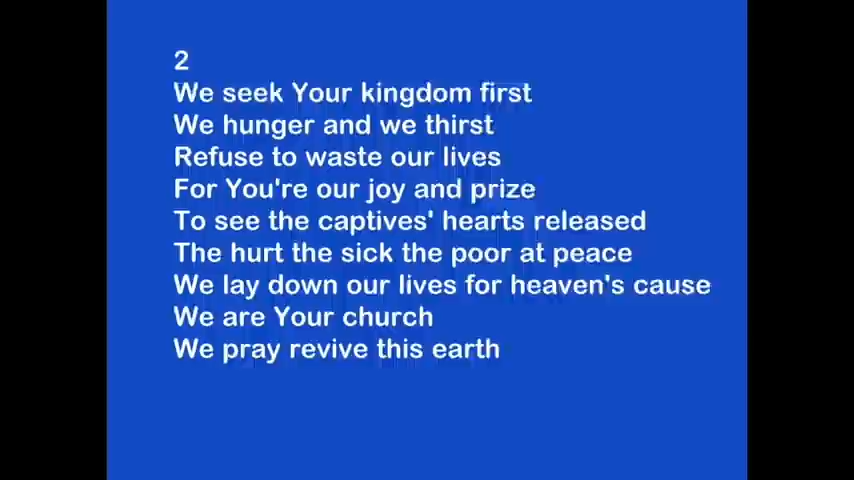 2
We seek Your kingdom first
We hunger and we thirst
Refuse to waste our lives
For You're our joy and prize
To see the captives' hearts released
The hurt the sick the poor at peace
We lay down our lives for heaven's cause
We are Your church
We pray revive this earth